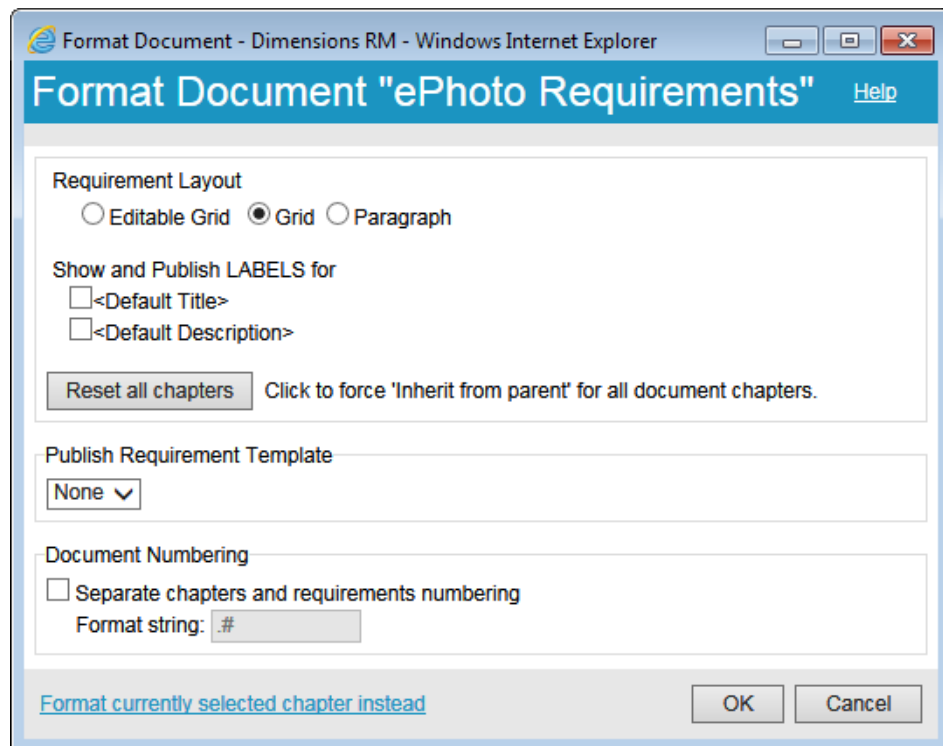 Format Document - Dimensions RM - Windows Internet Explorer
Format Document "ePhoto Requirements" Help
Requirement Layout
Editable Grid Grid Paragraph
Show and Publish LABELS for
<Default Title>
<Default Description>
Reset all chapters Click to force 'Inherit from parent' for all document chapters.
Publish Requirement Template
None
Document Numbering
Separate chapters and requirements numbering
Format string: .#
Format currently selected chapter instead OK Cancel